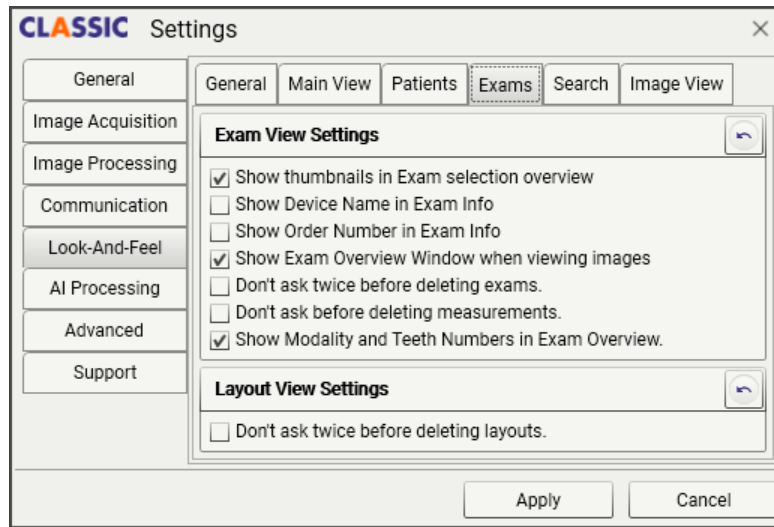 CLASSIC Settings
General
Image Acquisition
Image Processing
Communication
Look-And-Feel
AI Processing
Advanced
Support
General Main View Patients Exams Search Image View
Exam View Settings
Show thumbnails in Exam selection overview
Show Device Name in Exam Info
Show Order Number in Exam Info
Show Exam Overview Window when viewing images
Don't ask twice before deleting exams.
Don't ask before deleting measurements.
Show Modality and Teeth Numbers in Exam Overview.
Layout View Settings
Don't ask twice before deleting layouts.
Apply Cancel